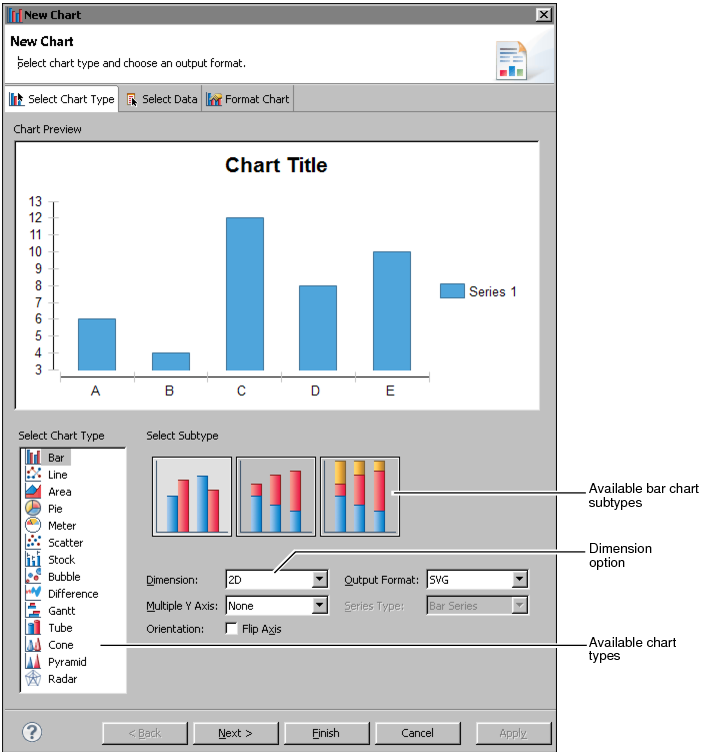 New Chart
New Chart
Select chart type and choose an output format.
Select Chart Type
Select Data
Format Chart
Chart Preview
Chart Title
13
12
11
10
9
8
7
6
5
4
3
A
B
C
D
E
Series 1
Select Chart Type
Bar
Line
Area
Pie
Meter
Scatter
Stock
Bubble
Difference
Gantt
Tube
Cone
Pyramid
Radar
Select Subtype
Available bar chart
subtypes
Dimension
option
Dimension:
2D
Output Format:
SVG
Multiple Y Axis:
None
Series Type:
Bar Series
Orientation:
Flip Axis
Available chart
types
?
< Back
Next >
Finish
Cancel
Apply